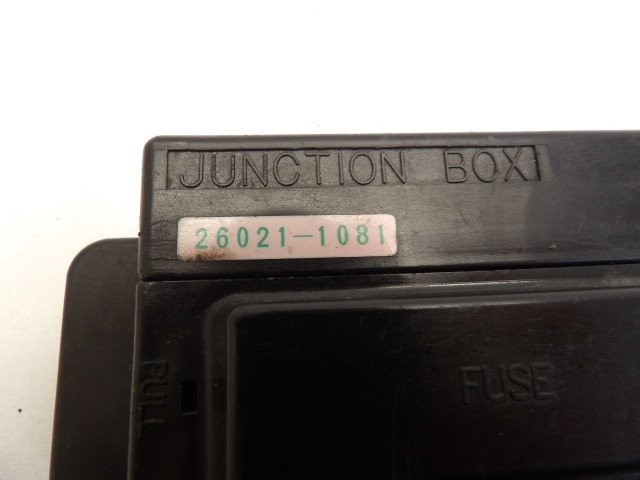 JUNCTION BOX
26021-1081
FUSE
PULL